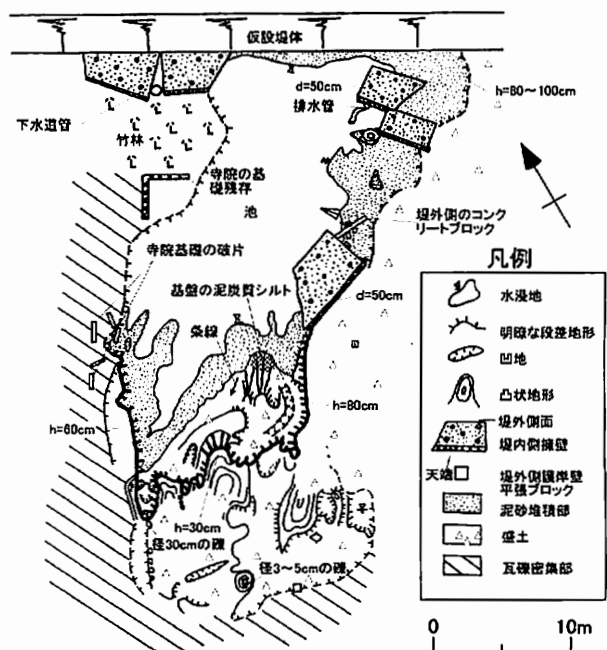 仮設堤体
d=50cm
排水管
h=80～100cm
下水道管
竹林
寺院の基
礎残存
池
堤外側のコンク
リートブロック
寺院基礎の破片
基盤の泥炭質シルト
条線
d=50cm
h=60cm
h=80cm
h=30cm
径30cmの礫
径3～5cmの礫
凡例
水浸地
明瞭な段差地形
凹地
凸状地形
堤外側面
堤内側擁壁
天端
堤外側護岸壁
平張ブロック
泥砂堆積部
盛土
瓦礫密集部
0 10m